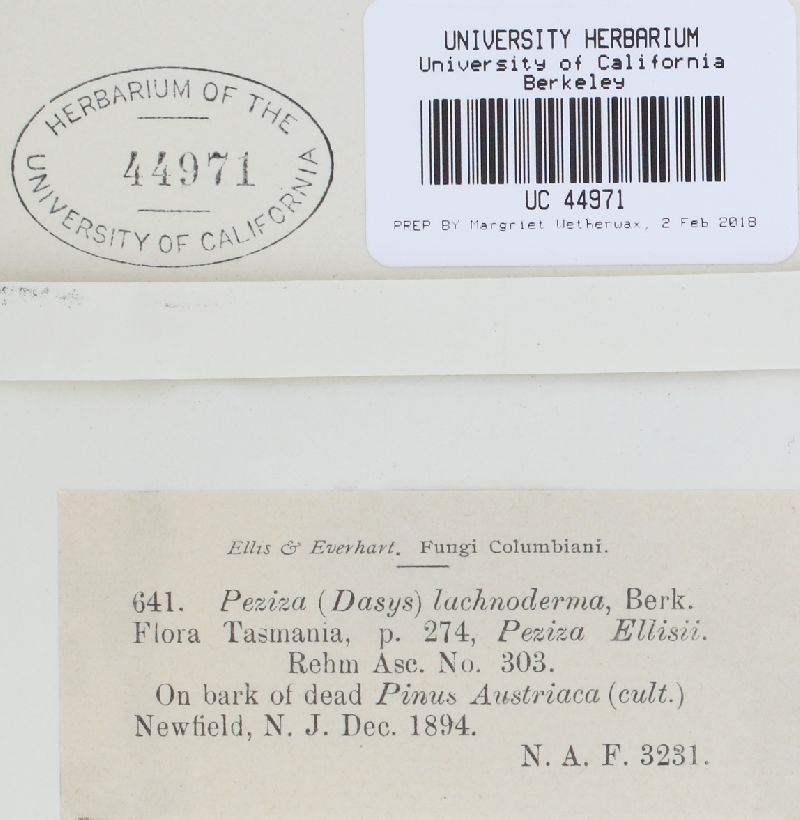 HERBARIUM OF THE
44971
UNIVERSITY OF CALIFORNIA
UNIVERSITY HERBARIUM
University of California
Berkeley
UC 44971
PREP BY Margriet Wetherwax, 2 Feb 2018
Ellis & Everhart. Fungi Columbiani.
641. Peziza (Dasys) lachnoderma, Berk.
Flora Tasmania, p. 274, Peziza Ellisii.
Rehm Asc. No. 303.
On bark of dead Pinus Austriaca (cult.)
Newfield, N. J. Dec. 1894.
N. A. F. 3231.